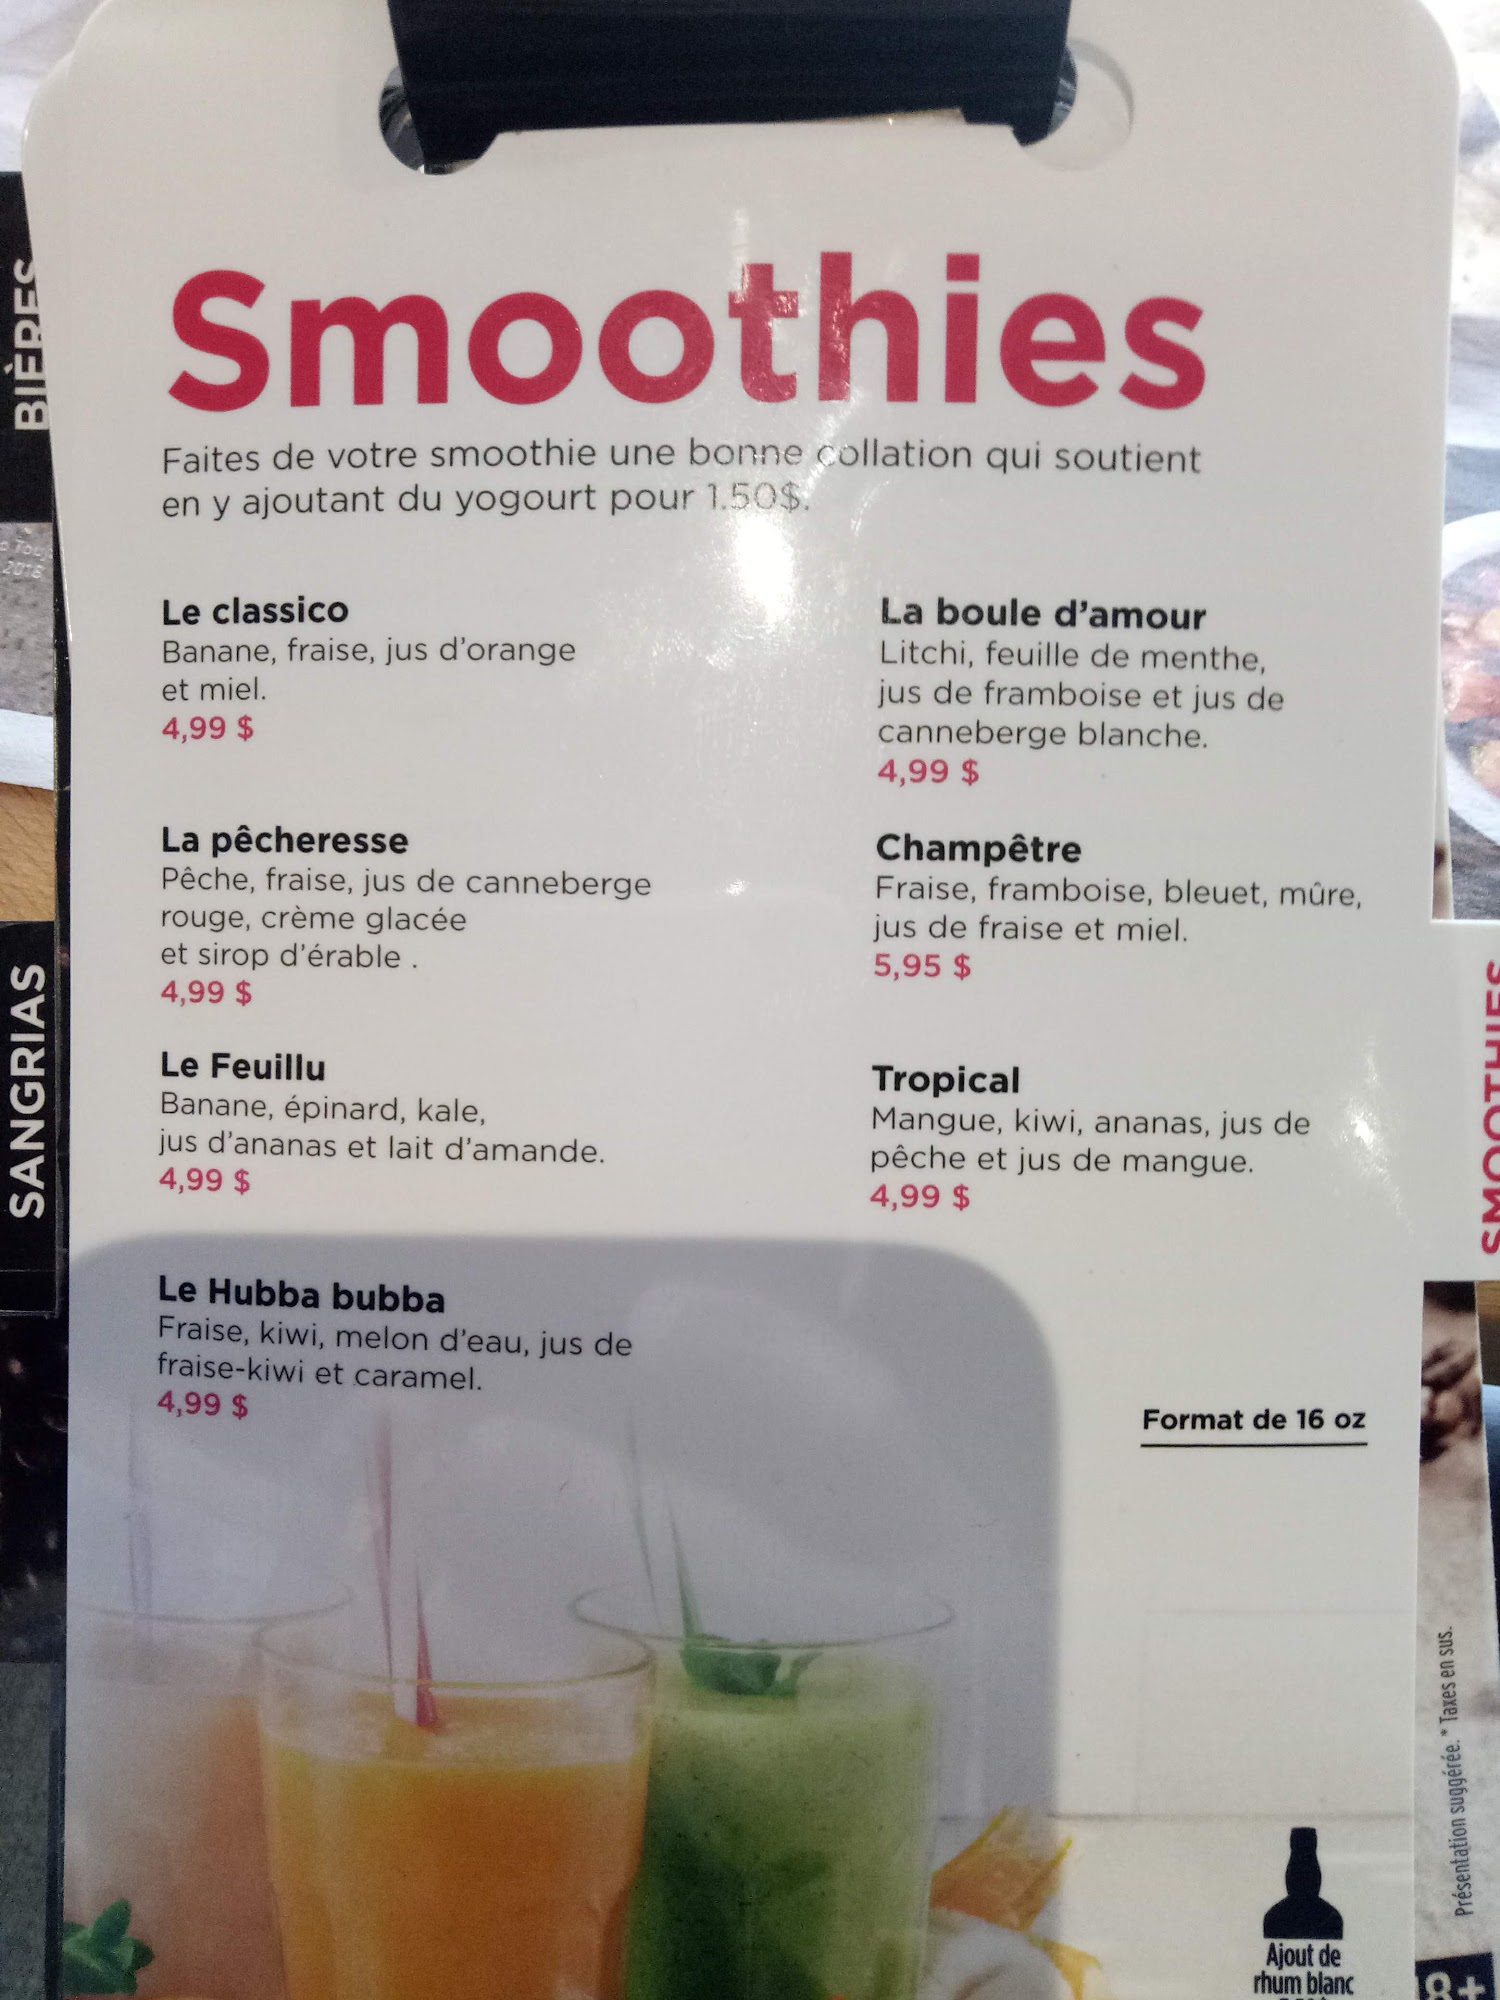 Smoothies
Faites de votre smoothie une bonne collation qui soutient
en y ajoutant du yogourt pour 1.50$.
Le classico
Banane, fraise, jus d'orange
et miel.
4,99 $
La pêcheresse
Pêche, fraise, jus de canneberge
rouge, crème glacée
et sirop d'érable .
4,99 $
Le Feuillu
Banane, épinard, kale,
jus d'ananas et lait d'amande.
4,99 $
Le Hubba bubba
Fraise, kiwi, melon d'eau, jus de
fraise-kiwi et caramel.
4,99 $
La boule d'amour
Litchi, feuille de menthe,
jus de framboise et jus de
canneberge blanche.
4,99 $
Champêtre
Fraise, framboise, bleuet, mûre,
jus de fraise et miel.
5,95 $
Tropical
Mangue, kiwi, ananas, jus de
pêche et jus de mangue.
4,99 $
Format de 16 oz
Ajout de
rhum blanc
BIÈRES
2016
SANGRIAS
SMOOTHIES
Présentation suggérée. * Taxes en sus.
8+